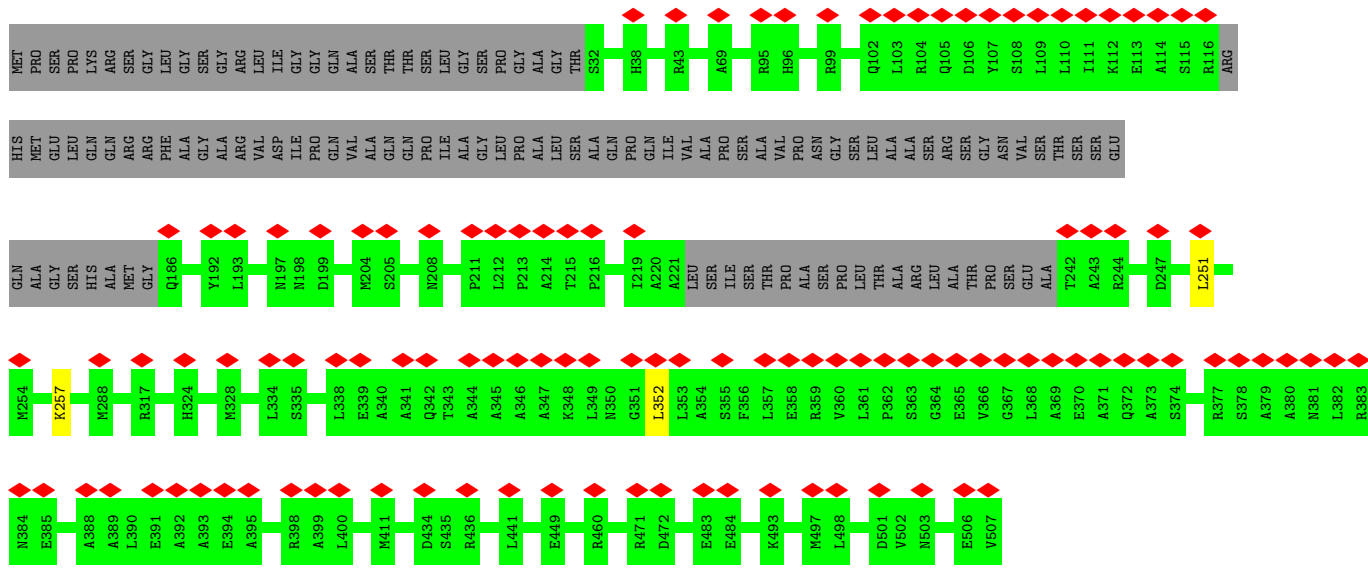 MET PRO SER PRO LYS ARG SER GLY LEU GLY SER GLY ARG LEU ILE GLY GLY GLN ALA SER THR THR SER LEU GLY SER PRO GLY ALA GLY THR S32 H38 R43 A69 R95 H96 R99 Q102 L103 R104 Q105 D106 Y107 S108 L109 L110 I111 K112 E113 A114 S115 R116 ARG
HIS MET GLU LEU GLN GLN ARG ARG PHE ALA GLY ALA ARG VAL ASP ILE PRO GLN VAL ALA GLN GLN PRO ILE ALA GLY LEU PRO ALA LEU SER ALA GLN PRO GLN ILE VAL ALA PRO SER ALA VAL PRO ASN GLY SER LEU ALA ALA SER ARG SER GLY ASN VAL SER THR SER SER GLU
GLN ALA GLY SER HIS ALA MET GLY Q186 Y192 L193 N197 N198 D199 M204 S205 N208 P211 L212 P213 A214 T215 P216 I219 A220 A221 LEU SER ILE SER THR PRO ALA SER PRO LEU THR ALA ARG LEU ALA THR PRO SER GLU ALA T242 A243 R244 D247 L251
M254 K257 M288 R317 H324 M328 L334 S335 L338 E339 A340 A341 Q342 T343 A344 A345 A346 A347 K348 L349 N350 G351 L352 L353 A354 S355 F356 L357 E358 R359 V360 L361 P362 S363 G364 E365 V366 G367 L368 A369 E370 A371 Q372 A373 S374 R377 S378 A379 A380 N381 L382 R383
N384 E385 A388 A389 L390 E391 A392 A393 E394 A395 R398 A399 L400 M411 D434 S435 R436 L441 E449 R460 R471 D472 E483 E484 K493 M497 L498 D501 V502 N503 E506 V507